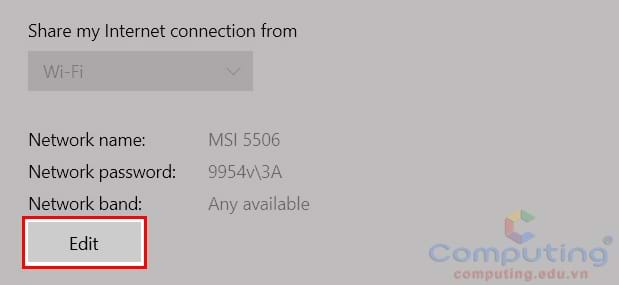 Share my Internet connection from
Wi-Fi
Network name: MSI 5506
Network password: 9954v\3A
Network band: Any available
Edit
Computing®
computing.edu.vn